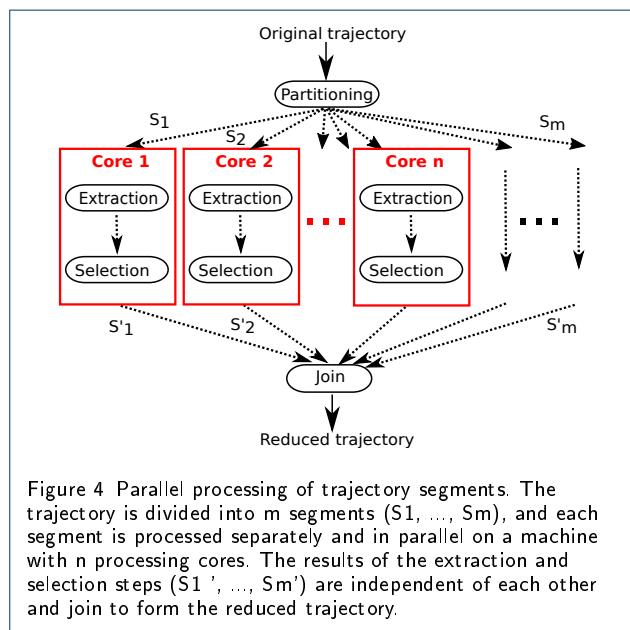 Original trajectory
Partitioning
S1
S2
Sm
Core 1
Core 2
Core n
Extraction
Extraction
Extraction
Selection
Selection
Selection
S'1
S'2
S'm
Join
Reduced trajectory
Figure 4 Parallel processing of trajectory segments. The
trajectory is divided into m segments (S1, ..., Sm), and each
segment is processed separately and in parallel on a machine
with n processing cores. The results of the extraction and
selection steps (S1 ', ..., Sm') are independent of each other
and join to form the reduced trajectory.